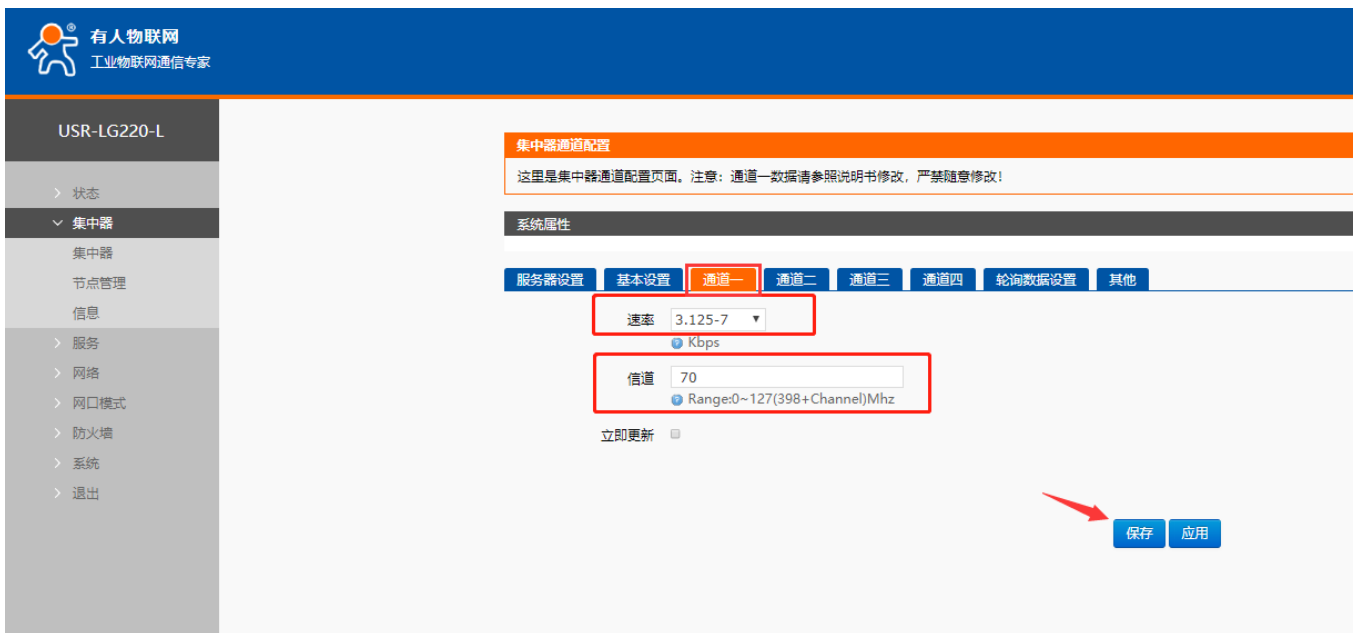 有人物联网
工业物联网通信专家
USR-LG220-L
状态
集中器
集中器
节点管理
信息
服务
网络
网口模式
防火墙
系统
退出
集中器通道配置
这里是集中器通道配置页面。注意：通道一数据请参照说明书修改，严禁随意修改！
系统属性
服务器设置 基本设置 通道一 通道二 通道三 通道四 轮询数据设置 其他
速率 3.125-7
Kbps
信道 70
Range:0~127(398+Channel)Mhz
立即更新
保存 应用